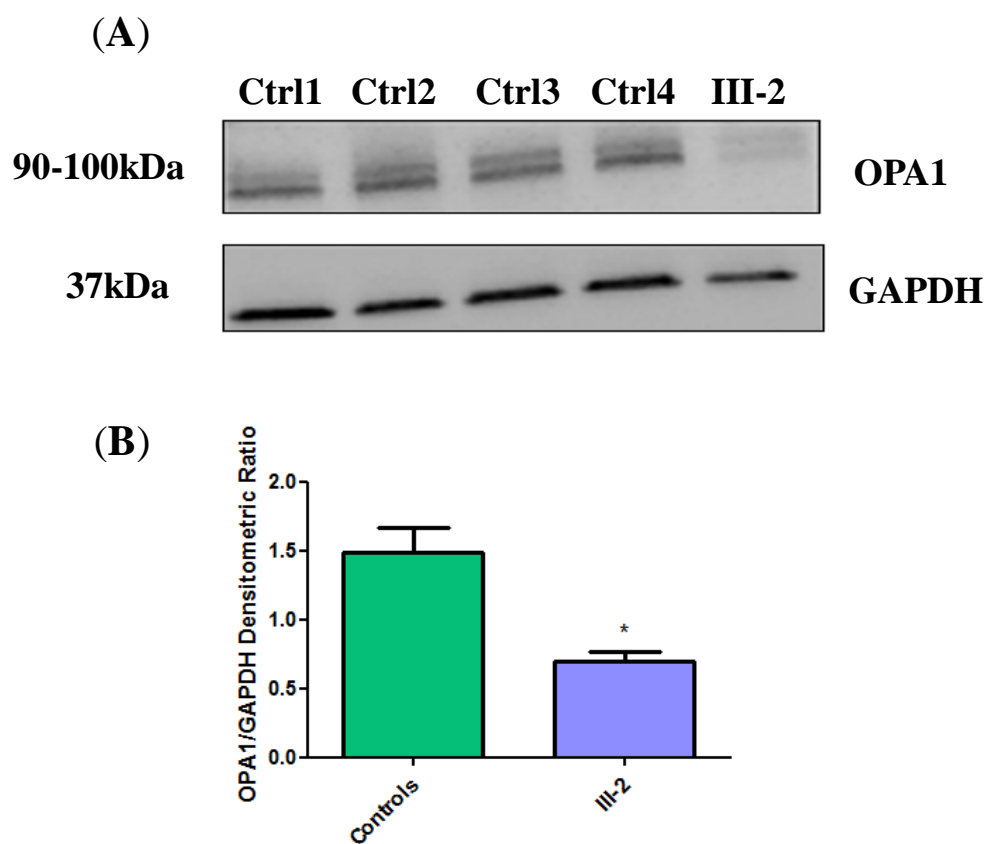 (A)
Ctrl1 Ctrl2 Ctrl3 Ctrl4 III-2
90-100kDa
OPA1
37kDa
GAPDH
(B)
OPA1/GAPDH Densitometric Ratio
2.0
1.5
1.0
0.5
0.0
*
Controls
III-2